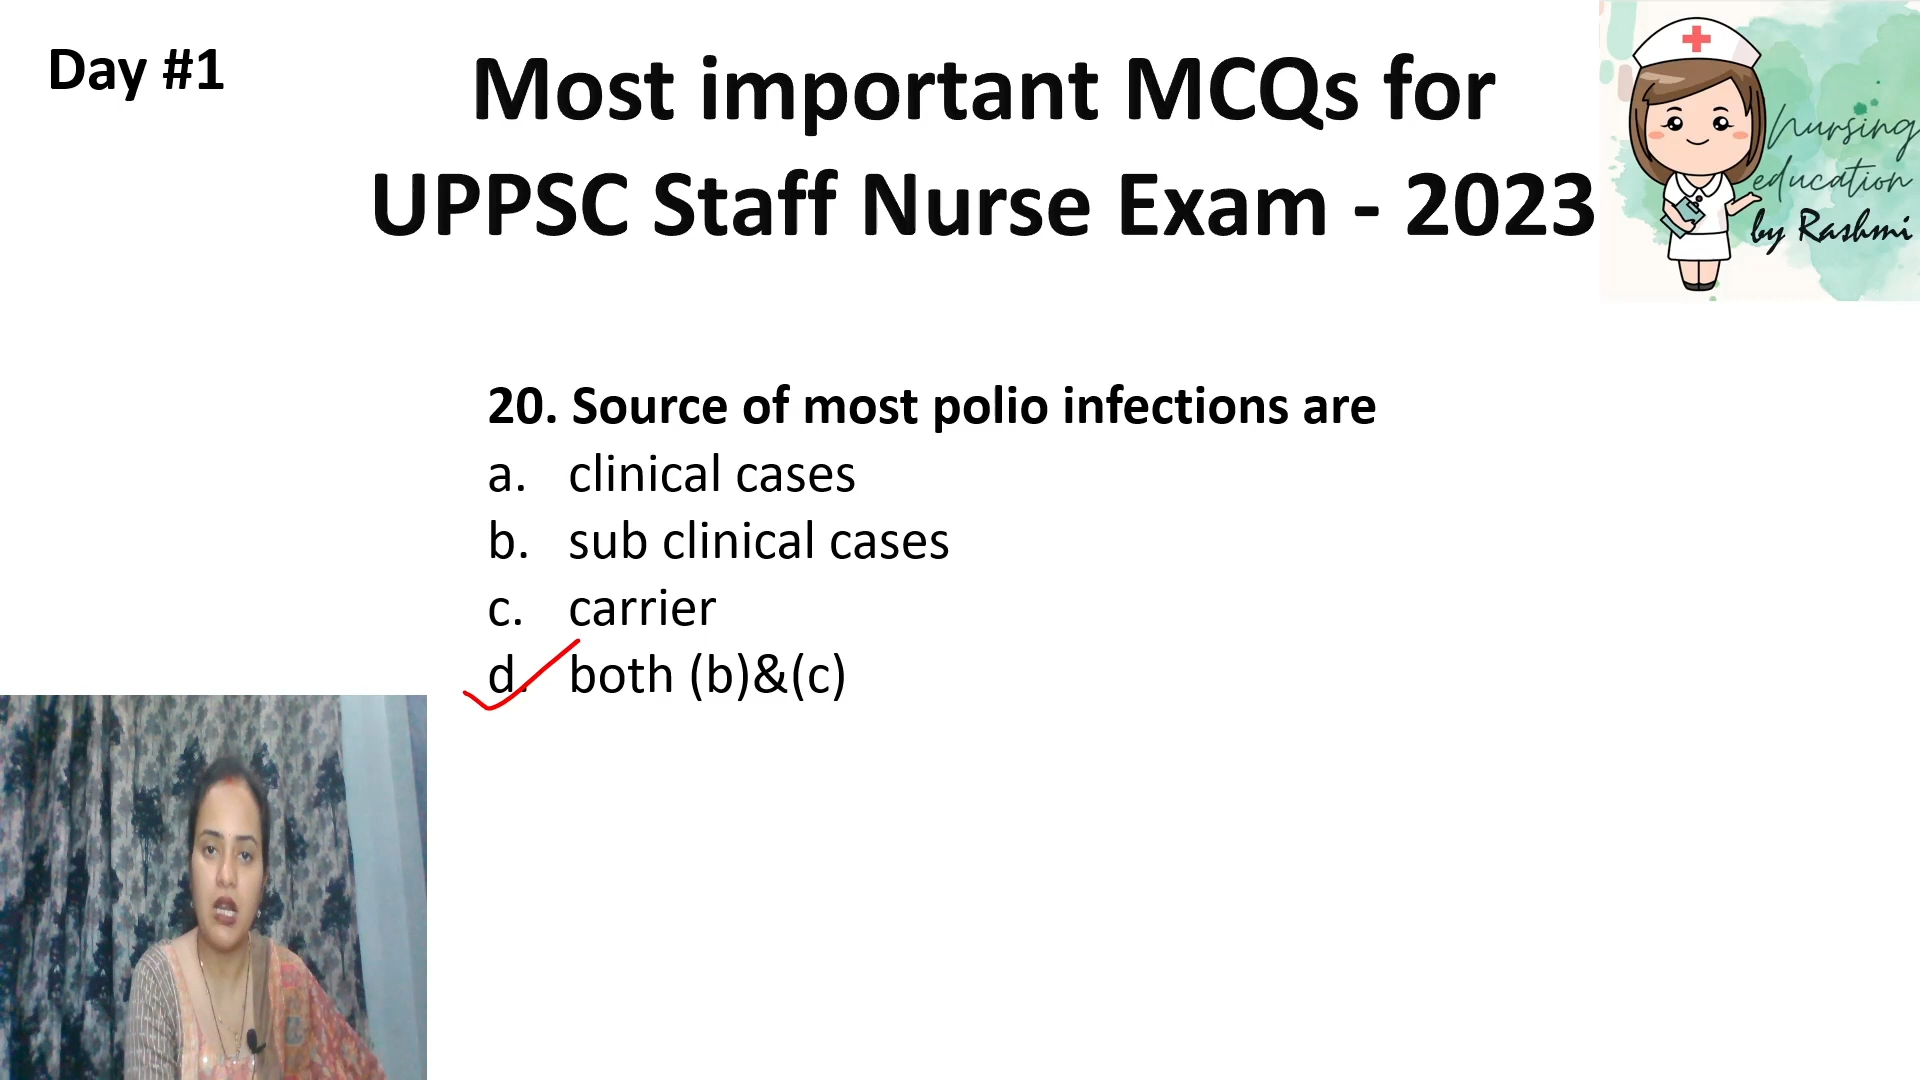 Day #1
Most important MCQs for
UPPSC Staff Nurse Exam - 2023
Nursing
education
by Rashmi
20. Source of most polio infections are
a. clinical cases
b. sub clinical cases
c. carrier
d. both (b)&(c)